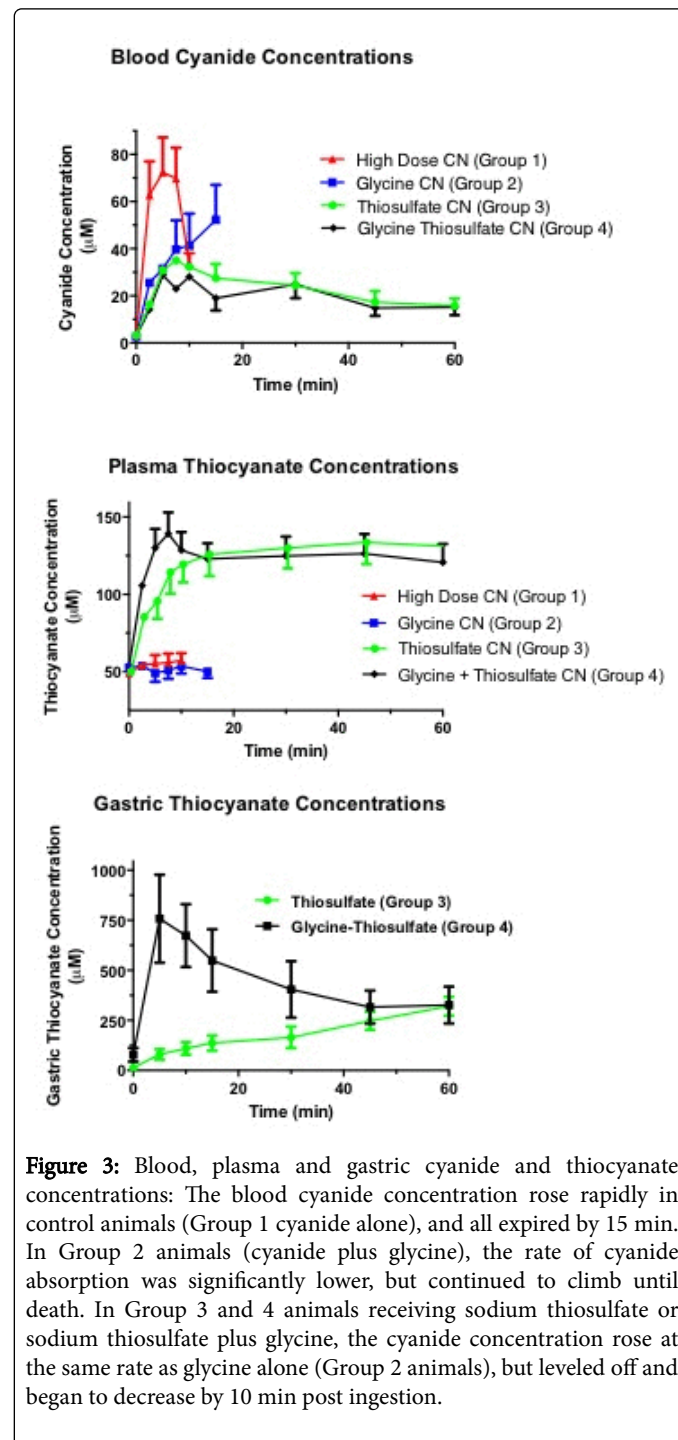 Blood Cyanide Concentrations
Cyanide Concentration
(μM)
80
60
40
20
0
High Dose CN (Group 1)
Glycine CN (Group 2)
Thiosulfate CN (Group 3)
Glycine Thiosulfate CN (Group 4)
0 20 40 60
Time (min)
Plasma Thiocyanate Concentrations
Thiocyanate Concentration
(μM)
150
100
50
High Dose CN (Group 1)
Glycine CN (Group 2)
Thiosulfate CN (Group 3)
Glycine + Thiosulfate CN (Group 4)
0 20 40 60
Time (min)
Gastric Thiocyanate Concentrations
Gastric Thiocyanate Concentration
(μM)
1000
750
500
250
0
Thiosulfate (Group 3)
Glycine-Thiosulfate (Group 4)
0 20 40 60
Time (min)
Figure 3: Blood, plasma and gastric cyanide and thiocyanate
concentrations: The blood cyanide concentration rose rapidly in
control animals (Group 1 cyanide alone), and all expired by 15 min.
In Group 2 animals (cyanide plus glycine), the rate of cyanide
absorption was significantly lower, but continued to climb until
death. In Group 3 and 4 animals receiving sodium thiosulfate or
sodium thiosulfate plus glycine, the cyanide concentration rose at
the same rate as glycine alone (Group 2 animals), but leveled off and
began to decrease by 10 min post ingestion.